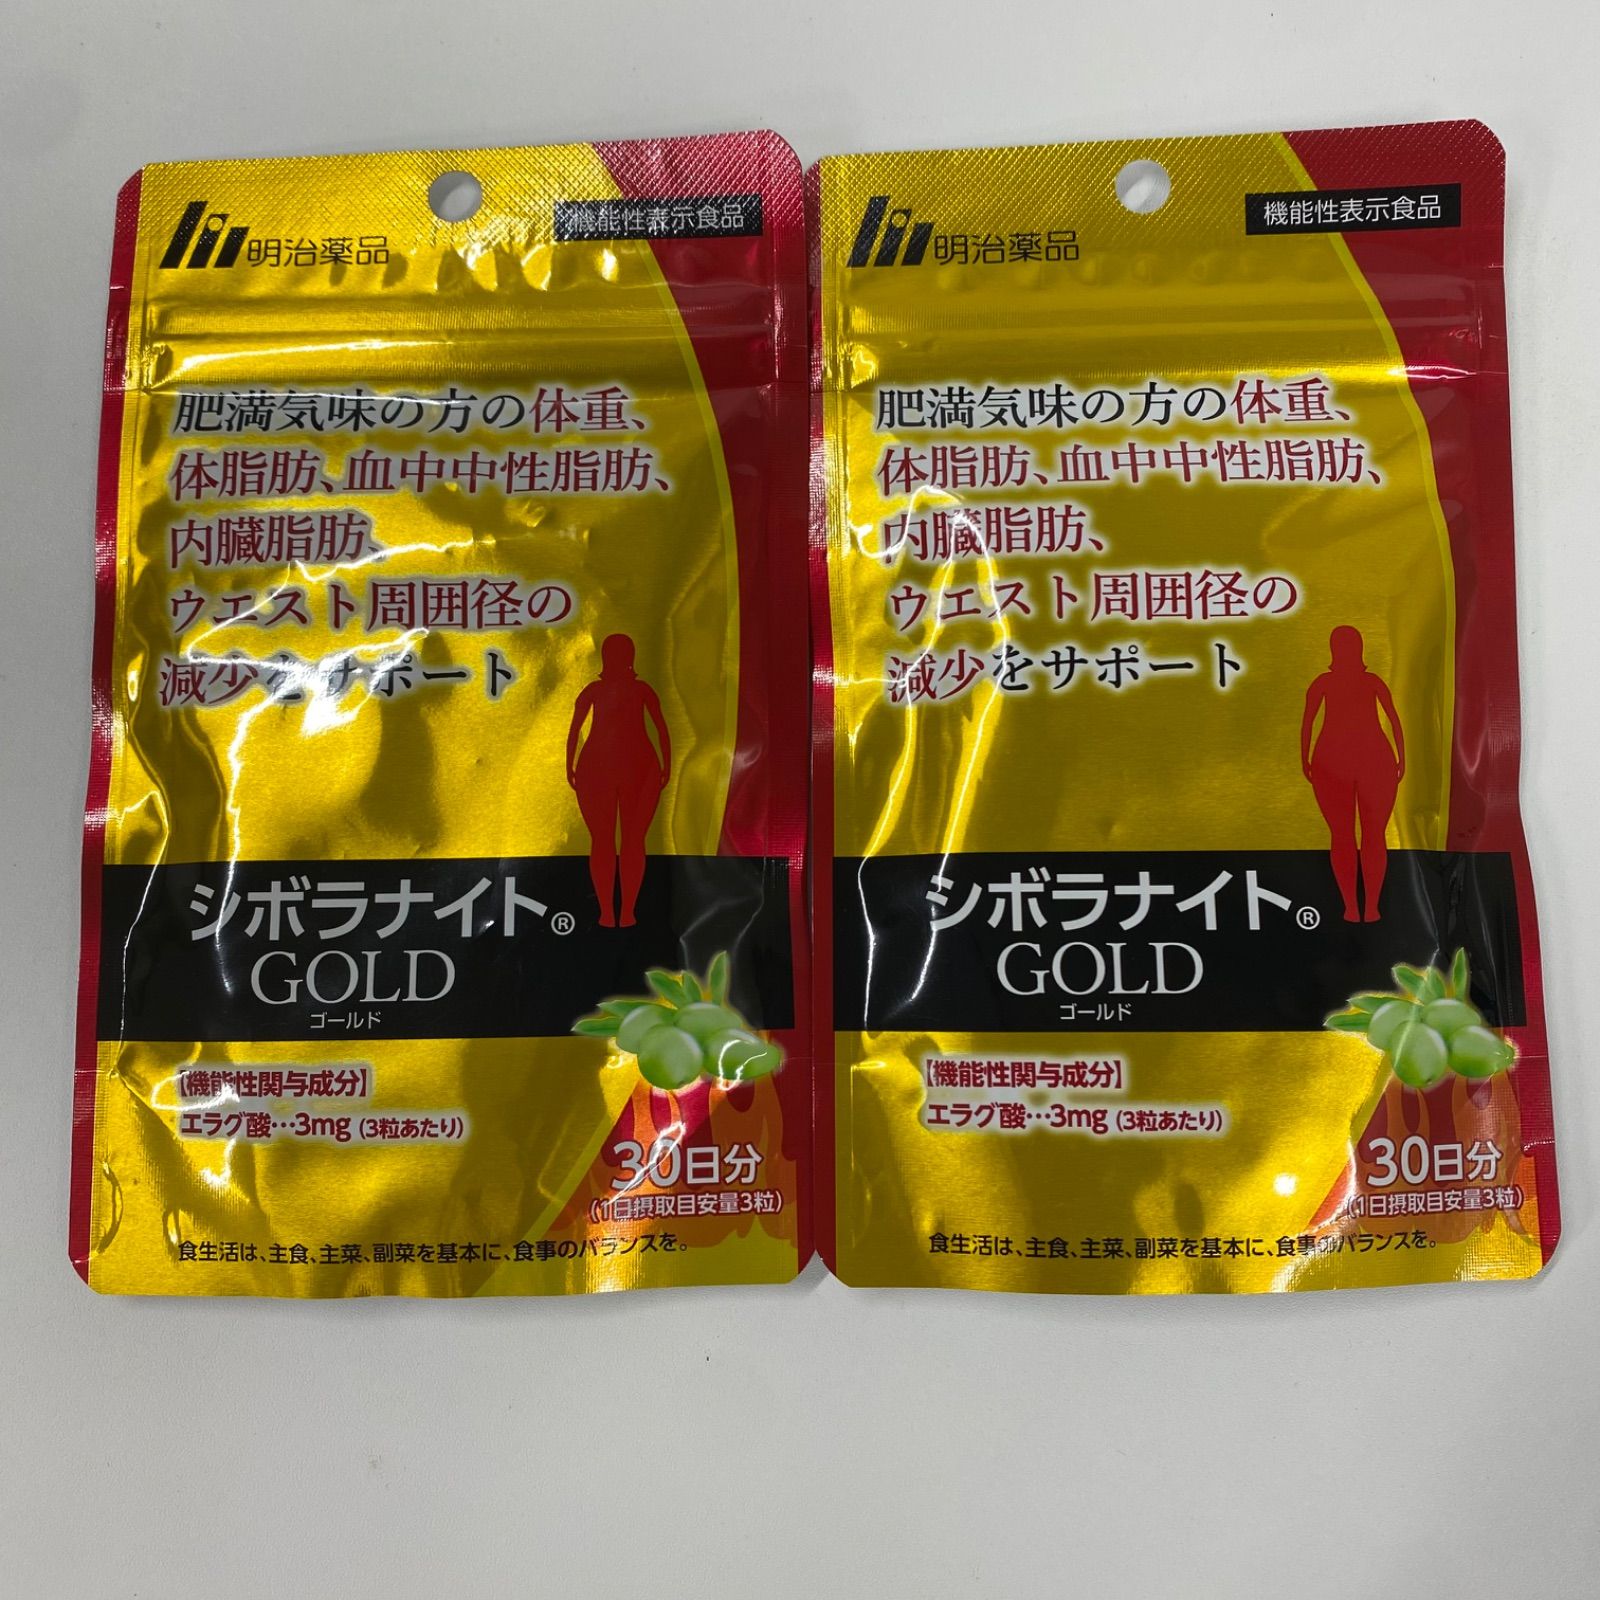 明治薬品
機能性表示食品
肥満気味の方の体重、
体脂肪、血中中性脂肪、
内臓脂肪、
ウエスト周囲径の
減少をサポート
シボラナイト®
GOLD
ゴールド
【機能性関与成分】
エラグ酸…3mg (3粒あたり)
30日分
(1日摂取目安量3粒)
食生活は、主食、主菜、副菜を基本に、食事のバランスを。
明治薬品
機能性表示食品
肥満気味の方の体重、
体脂肪、血中中性脂肪、
内臓脂肪、
ウエスト周囲径の
減少をサポート
シボラナイト®
GOLD
ゴールド
【機能性関与成分】
エラグ酸…3mg (3粒あたり)
30日分
(1日摂取目安量3粒)
食生活は、主食、主菜、副菜を基本に、食事のバランスを。